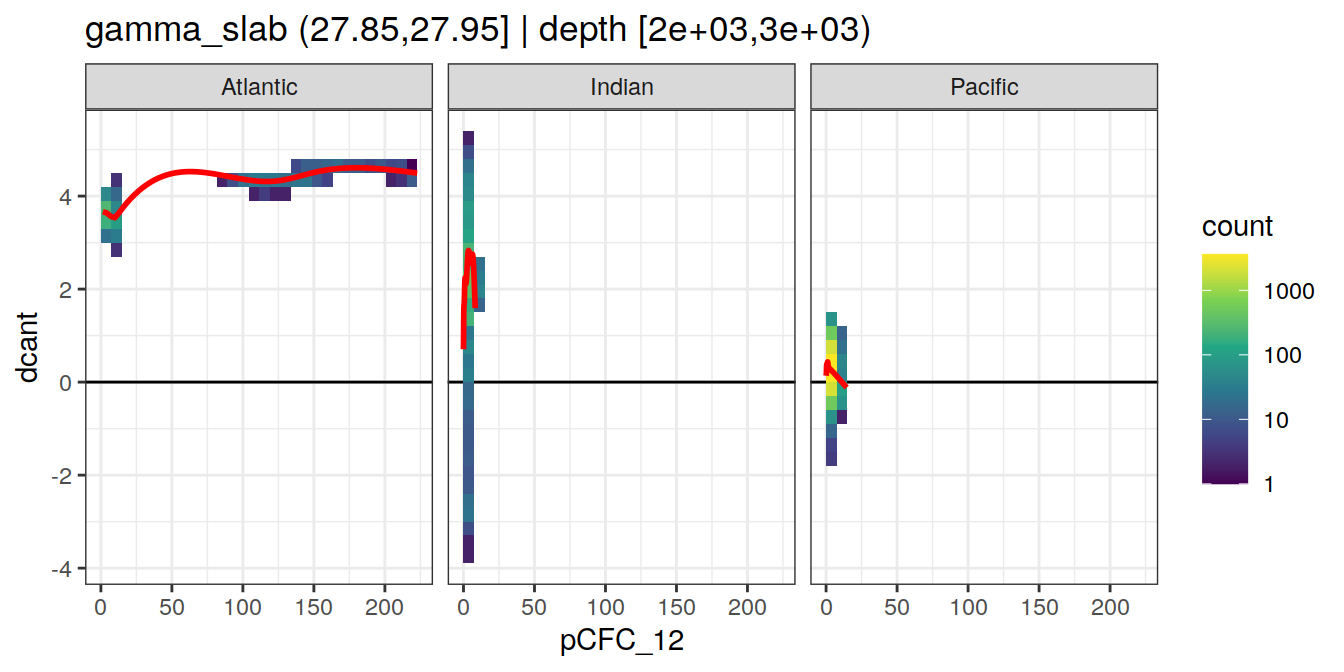 gamma_slab (27.85,27.95] | depth [2e+03,3e+03)
Atlantic Indian Pacific
dcant
4
2
0
-2
-4
0 50 100 150 200 0 50 100 150 200 0 50 100 150 200
pCFC_12
count
1000
100
10
1